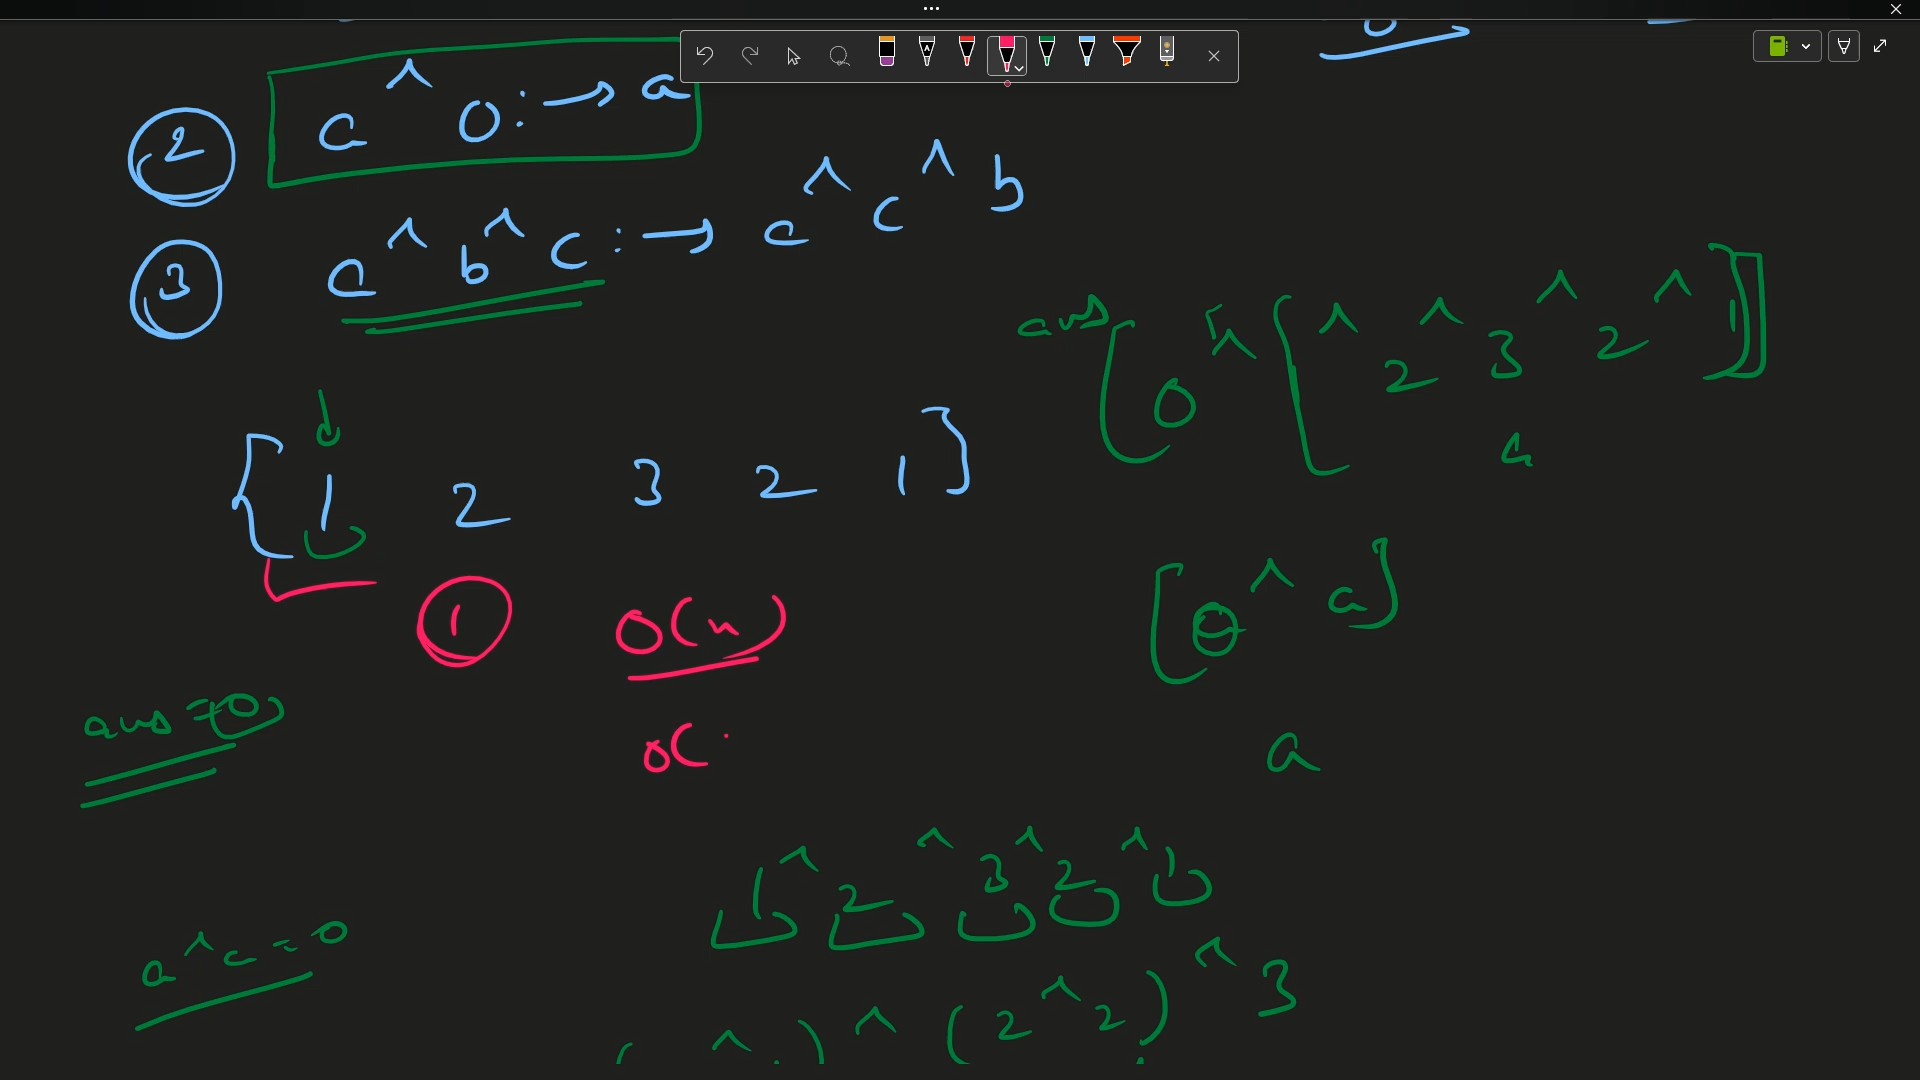 ② a ^ 0 : → a
③ a ^ b ^ c : → a ^ c ^ b
ans [ 0 ^ [ ^ 2 ^ 3 ^ 2 ^ 1 ] ]
a
[ 1 2 3 2 1 ]
[ 0 ^ a ]
① O(n)
ans = 0
O(
a
1 ^ 2 ^ 3 ^ 2 ^ 1
a ^ a = 0
^ ) ^ ( 2 ^ 2 ) ^ 3